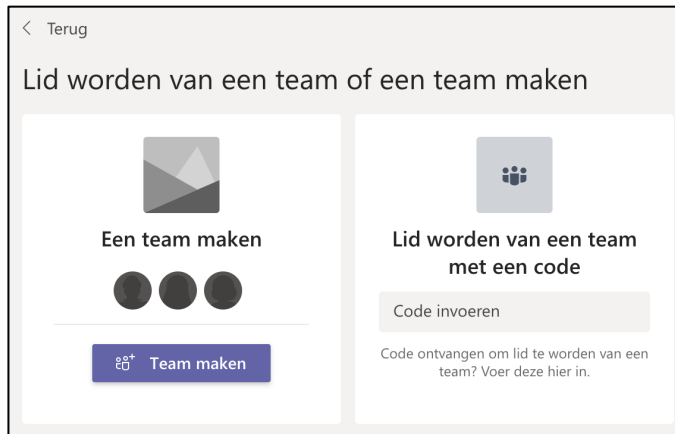 Terug
Lid worden van een team of een team maken
Een team maken
Team maken
Lid worden van een team
met een code
Code invoeren
Code ontvangen om lid te worden van een
team? Voer deze hier in.